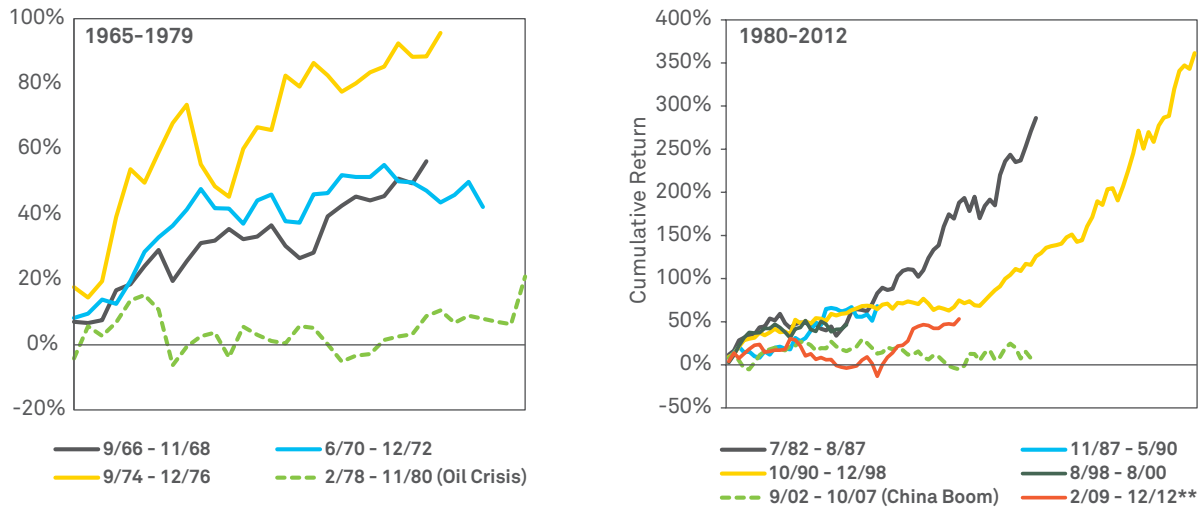 100%
80%
60%
40%
20%
0%
-20%
1965-1979
9/66 - 11/68
6/70 - 12/72
9/74 - 12/76
2/78 - 11/80 (Oil Crisis)
Cumulative Return
400%
350%
300%
250%
200%
150%
100%
50%
0%
-50%
1980-2012
7/82 - 8/87
11/87 - 5/90
10/90 - 12/98
8/98 - 8/00
9/02 - 10/07 (China Boom)
2/09 - 12/12**